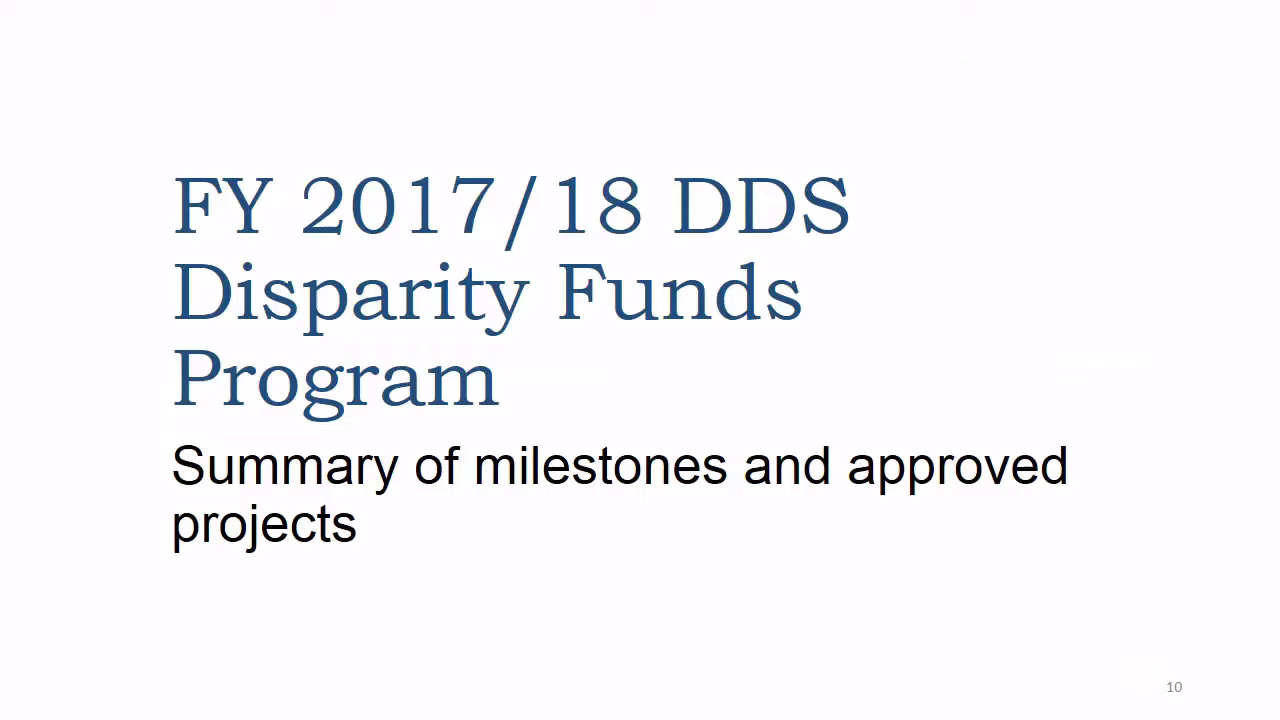 FY 2017/18 DDS
Disparity Funds
Program
Summary of milestones and approved
projects
10